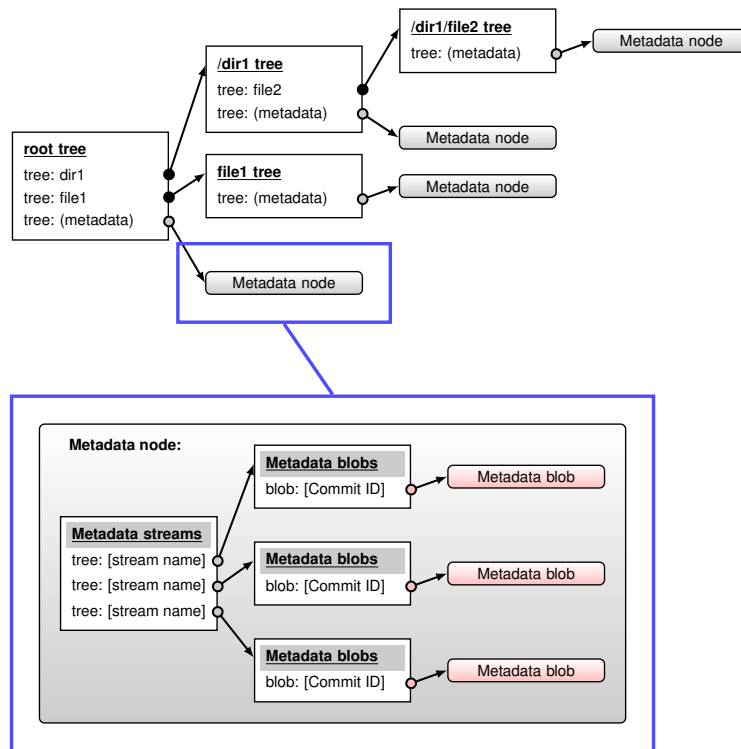 /dir1/file2 tree
tree: (metadata)
Metadata node
/dir1 tree
tree: file2
tree: (metadata)
Metadata node
root tree
tree: dir1
tree: file1
tree: (metadata)
file1 tree
tree: (metadata)
Metadata node
Metadata node
Metadata node:
Metadata streams
tree: [stream name]
tree: [stream name]
tree: [stream name]
Metadata blobs
blob: [Commit ID]
Metadata blob
Metadata blobs
blob: [Commit ID]
Metadata blob
Metadata blobs
blob: [Commit ID]
Metadata blob